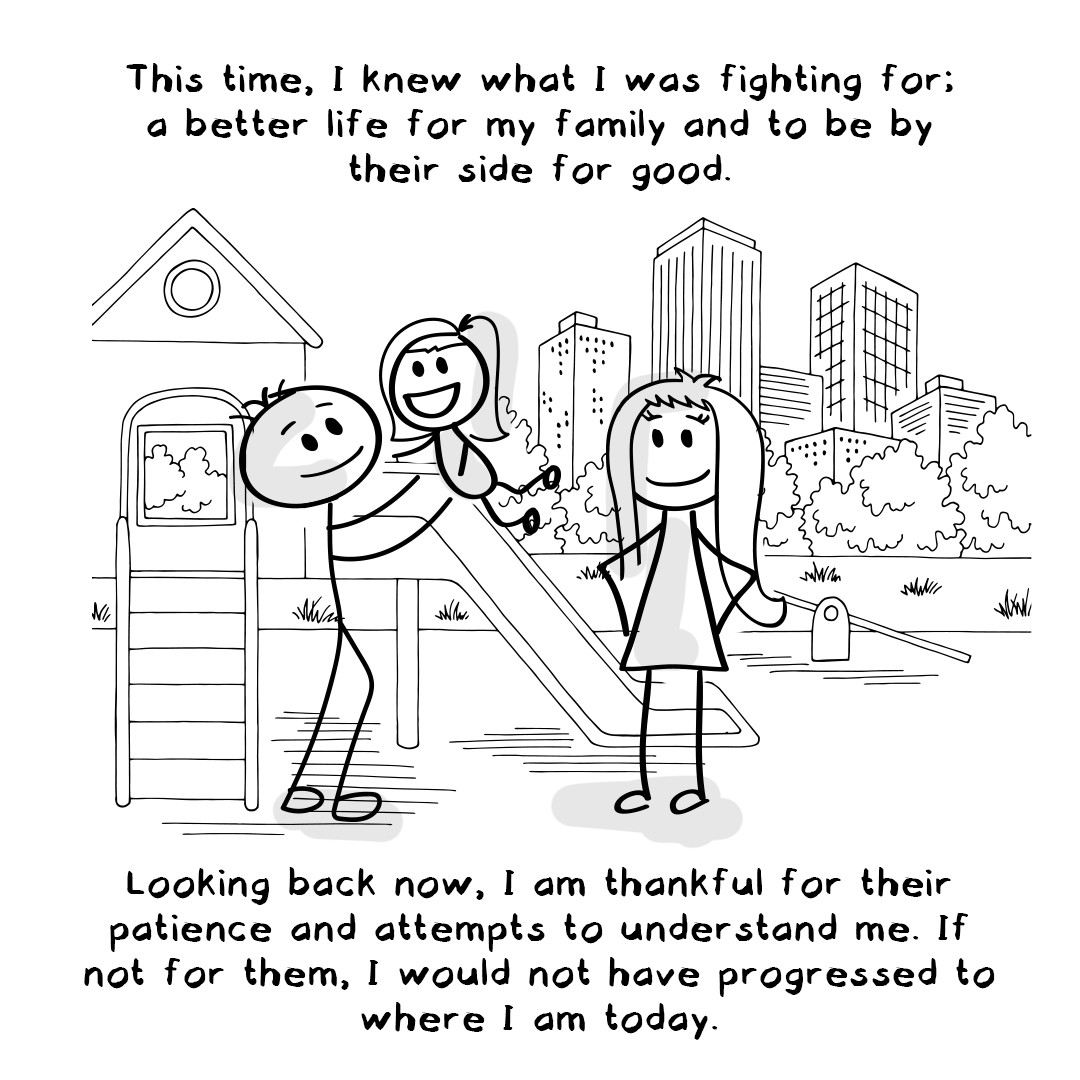 This time, I knew what I was fighting for;
a better life for my family and to be by
their side for good.
Looking back now, I am thankful for their
patience and attempts to understand me. If
not for them, I would not have progressed to
where I am today.